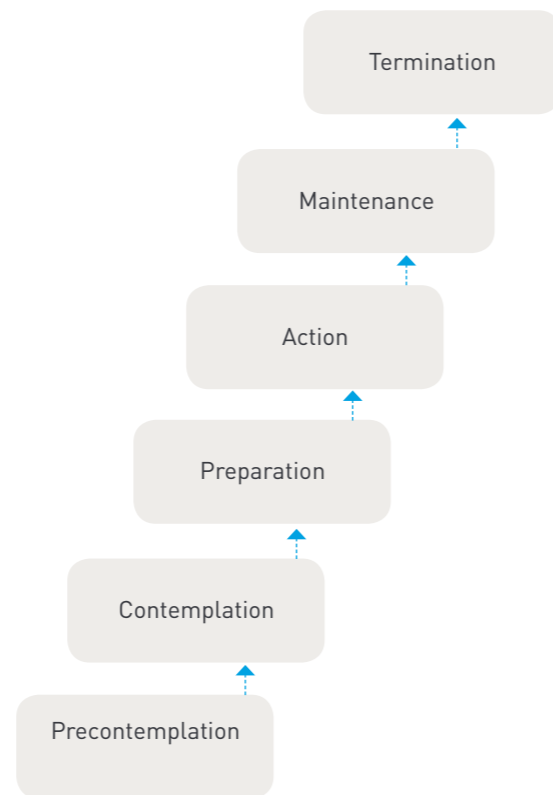 Termination
Maintenance
Action
Preparation
Contemplation
Precontemplation